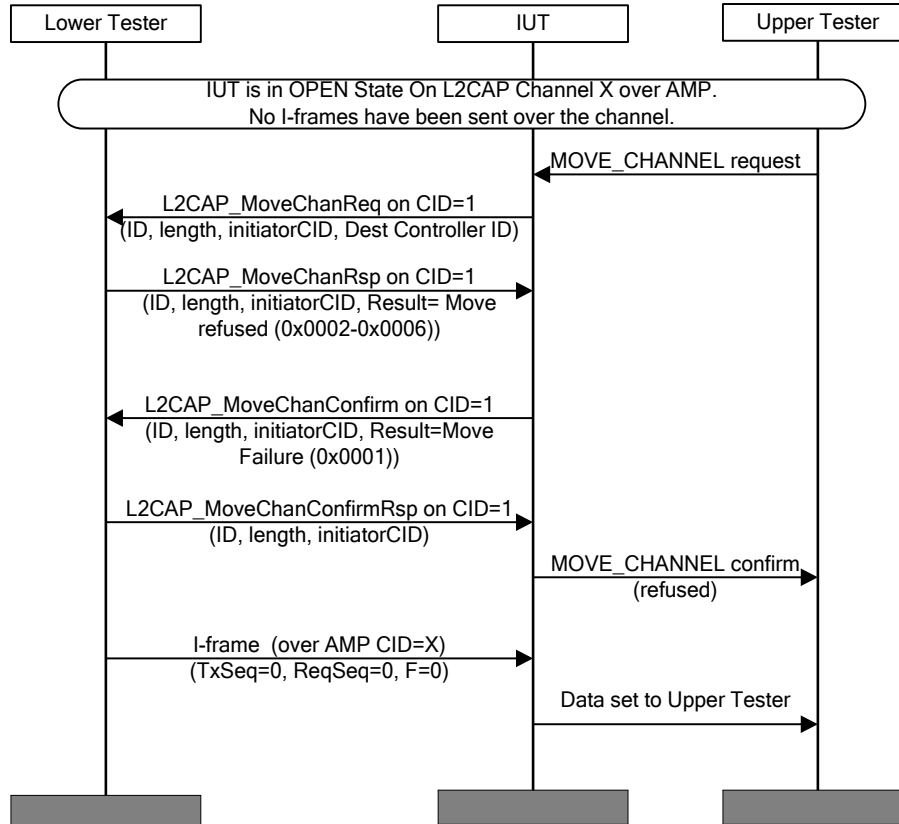 Lower Tester
IUT
Upper Tester
IUT is in OPEN State On L2CAP Channel X over AMP.
No I-frames have been sent over the channel.
MOVE_CHANNEL request
L2CAP_MoveChanReq on CID=1
(ID, length, initiatorCID, Dest Controller ID)
L2CAP_MoveChanRsp on CID=1
(ID, length, initiatorCID, Result= Move
refused (0x0002-0x0006))
L2CAP_MoveChanConfirm on CID=1
(ID, length, initiatorCID, Result=Move
Failure (0x0001))
L2CAP_MoveChanConfirmRsp on CID=1
(ID, length, initiatorCID)
MOVE_CHANNEL confirm
(refused)
I-frame (over AMP CID=X)
(TxSeq=0, ReqSeq=0, F=0)
Data set to Upper Tester